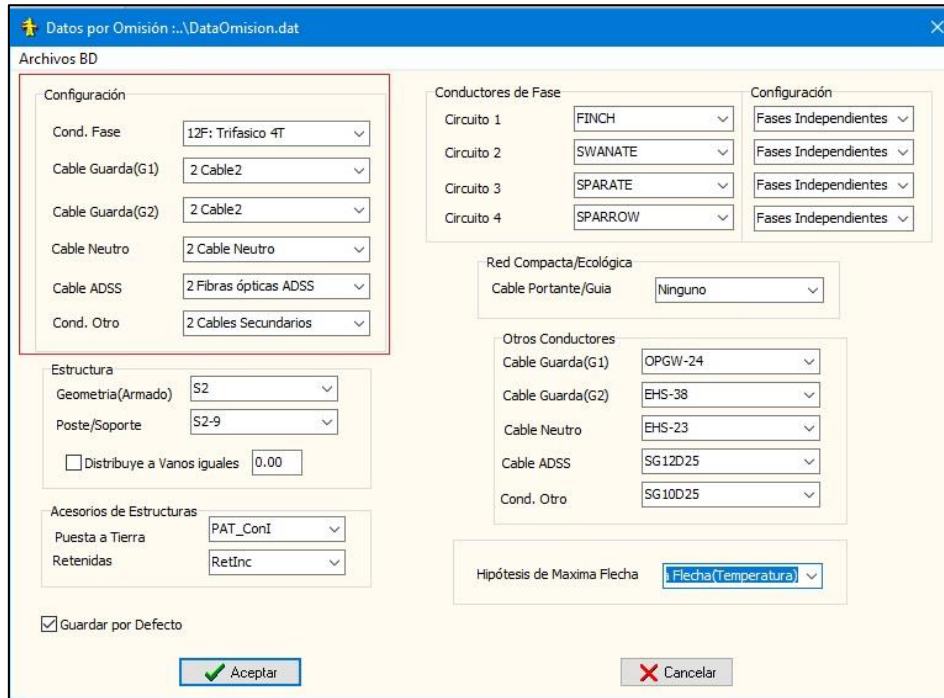 Datos por Omisión :..\DataOmision.dat
Archivos BD
Configuración
Cond. Fase 12F: Trifasico 4T
Cable Guarda(G1) 2 Cable2
Cable Guarda(G2) 2 Cable2
Cable Neutro 2 Cable Neutro
Cable ADSS 2 Fibras ópticas ADSS
Cond. Otro 2 Cables Secundarios
Estructura
Geometria(Armado) S2
Poste/Soporte S2-9
Distribuye a Vanos iguales 0.00
Acesorios de Estructuras
Puesta a Tierra PAT_ConI
Retenidas RetInc
Guardar por Defecto
Conductores de Fase Configuración
Circuito 1 FINCH Fases Independientes
Circuito 2 SWANATE Fases Independientes
Circuito 3 SPARATE Fases Independientes
Circuito 4 SPARROW Fases Independientes
Red Compacta/Ecológica
Cable Portante/Guia Ninguno
Otros Conductores
Cable Guarda(G1) OPGW-24
Cable Guarda(G2) EHS-38
Cable Neutro EHS-23
Cable ADSS SG12D25
Cond. Otro SG10D25
Hipótesis de Maxima Flecha Flecha(Temperatura)
Aceptar Cancelar